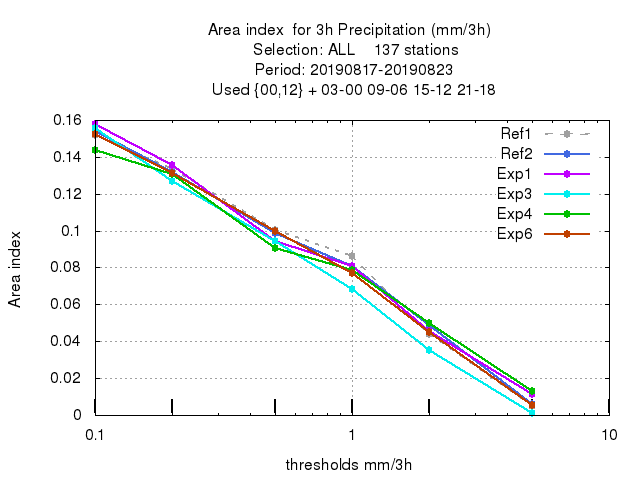 Area index  for 3h Precipitation (mm/3h)
Selection: ALL    137 stations
Period: 20190817-20190823
Used {00,12} + 03-00 09-06 15-12 21-18
0.16
0.14
0.12
0.1
0.08
0.06
0.04
0.02
0
Area index
Ref1
Ref2
Exp1
Exp3
Exp4
Exp6
0.1 1 10
thresholds mm/3h